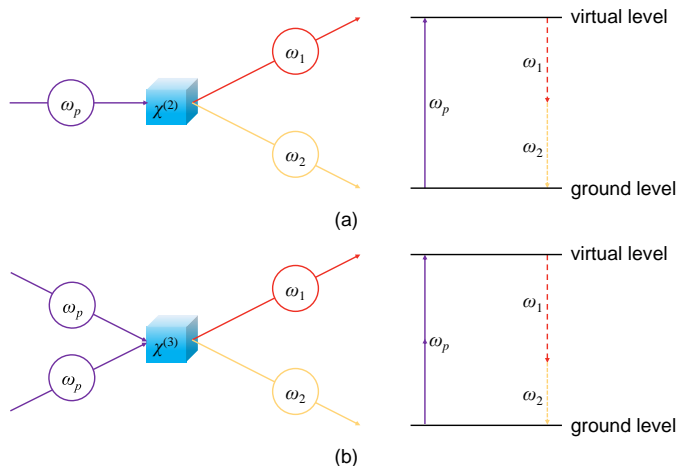 virtual level
ω₁
ω₁
ωₚ
χ⁽²⁾
ωₚ
ω₂
ω₂
ground level
(a)
virtual level
ω₁
ωₚ
ω₁
χ⁽³⁾
ωₚ
ωₚ
ω₂
ω₂
ground level
(b)